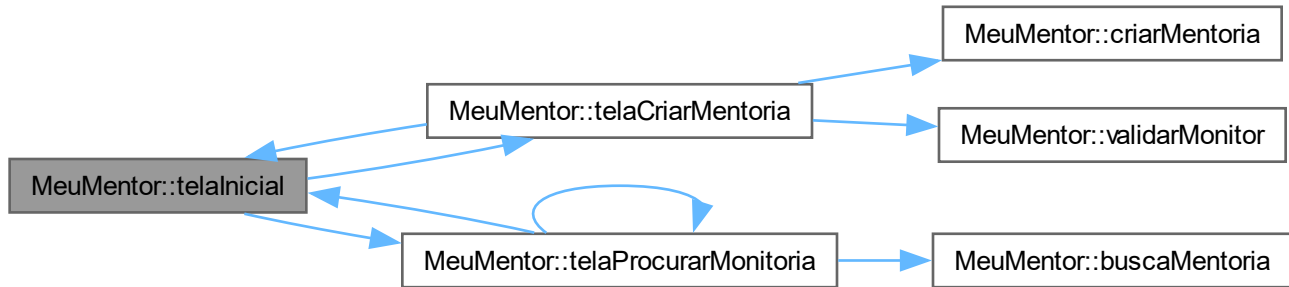 MeuMentor::criarMentoria
MeuMentor::telaCriarMentoria
MeuMentor::validarMonitor
MeuMentor::telaInicial
MeuMentor::telaProcurarMonitoria
MeuMentor::buscaMentoria